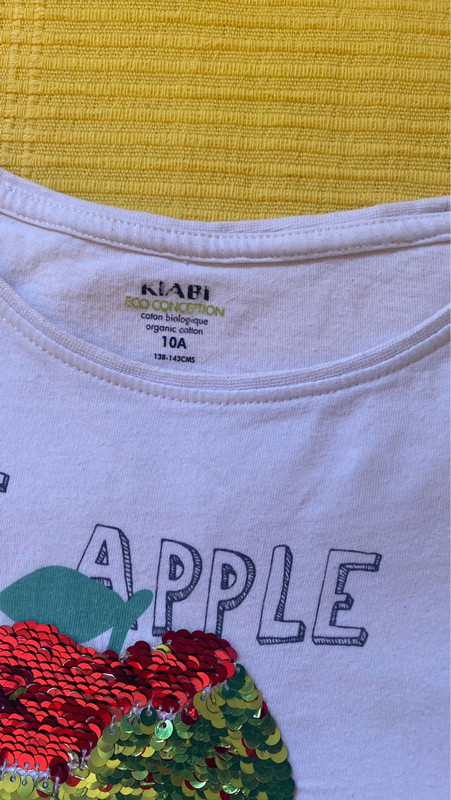 KIABI
ECO CONCEPTION
coton biologique
organic cotton
10A
138-143CMS
APPLE